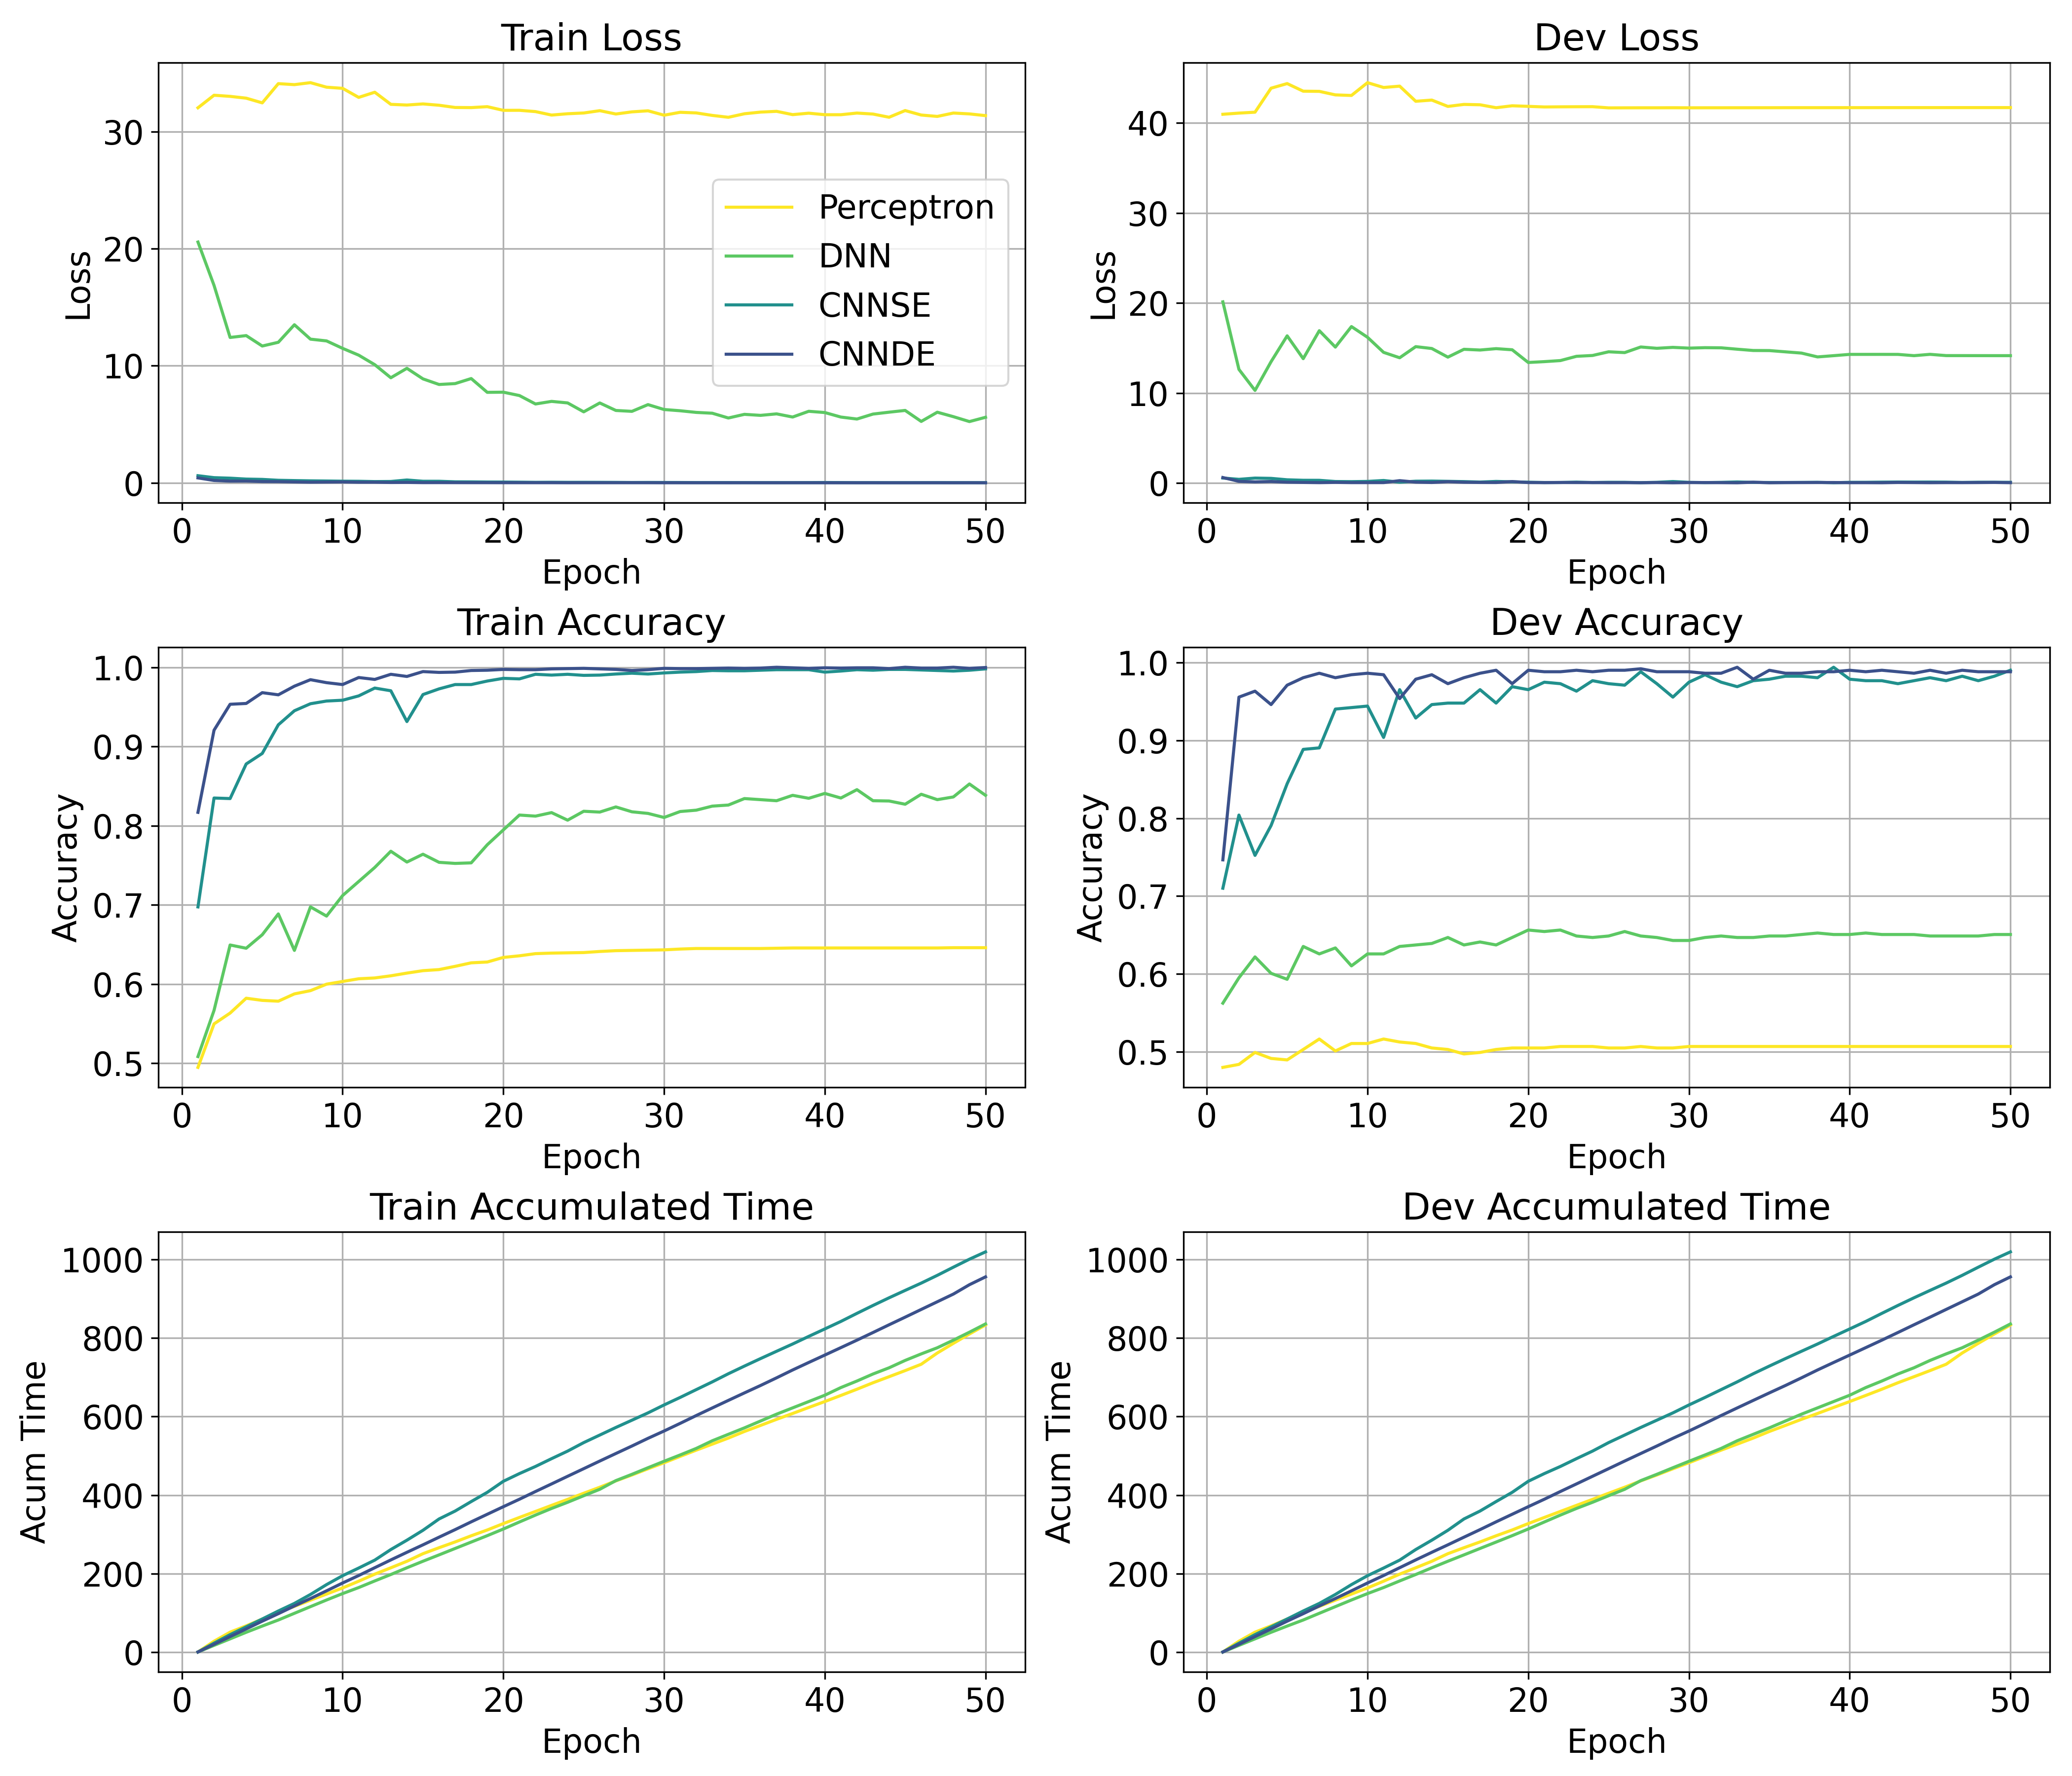 Train Loss
Loss
30
20
10
0
Perceptron
DNN
CNNSE
CNNDE
0 10 20 30 40 50
Epoch
Dev Loss
Loss
40
30
20
10
0
0 10 20 30 40 50
Epoch
Train Accuracy
Accuracy
1.0
0.9
0.8
0.7
0.6
0.5
0 10 20 30 40 50
Epoch
Dev Accuracy
Accuracy
1.0
0.9
0.8
0.7
0.6
0.5
0 10 20 30 40 50
Epoch
Train Accumulated Time
Acum Time
1000
800
600
400
200
0
0 10 20 30 40 50
Epoch
Dev Accumulated Time
Acum Time
1000
800
600
400
200
0
0 10 20 30 40 50
Epoch